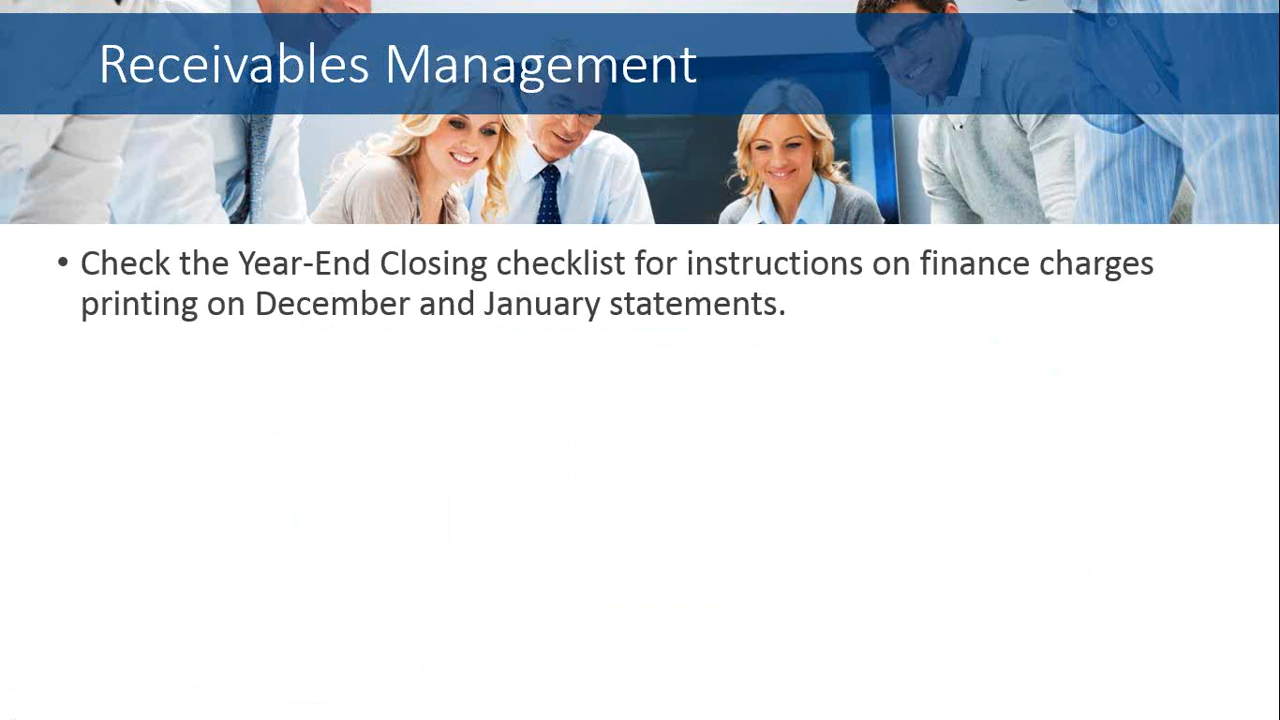 Receivables Management
• Check the Year-End Closing checklist for instructions on finance charges
printing on December and January statements.